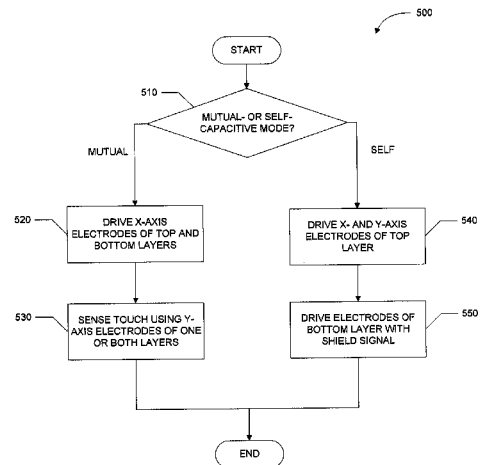 500
START
510
MUTUAL- OR SELF-
CAPACITIVE MODE?
MUTUAL
SELF
520
DRIVE X-AXIS
ELECTRODES OF TOP AND
BOTTOM LAYERS
DRIVE X- AND Y-AXIS
ELECTRODES OF TOP
LAYER
540
530
SENSE TOUCH USING Y-
AXIS ELECTRODES OF ONE
OR BOTH LAYERS
DRIVE ELECTRODES OF
BOTTOM LAYER WITH
SHIELD SIGNAL
550
END